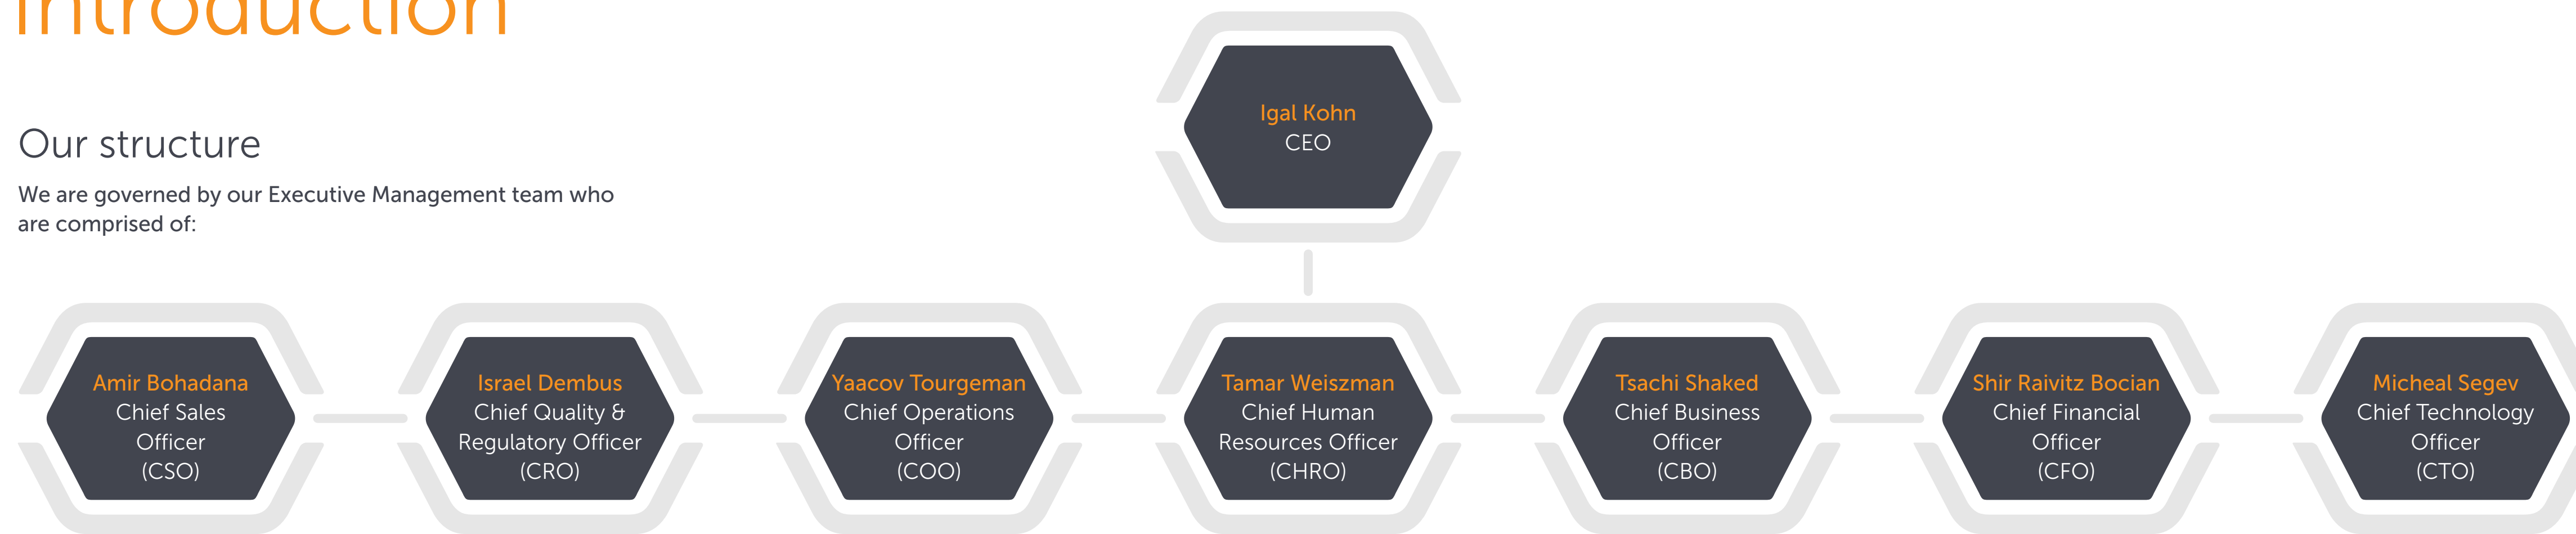 Introduction
Our structure
We are governed by our Executive Management team who
are comprised of:
Igal Kohn
CEO
Amir Bohadana
Chief Sales
Officer
(CSO)
Israel Dembus
Chief Quality &
Regulatory Officer
(CRO)
Yaacov Tourgeman
Chief Operations
Officer
(COO)
Tamar Weiszman
Chief Human
Resources Officer
(CHRO)
Tsachi Shaked
Chief Business
Officer
(CBO)
Shir Raivitz Bocian
Chief Financial
Officer
(CFO)
Micheal Segev
Chief Technology
Officer
(CTO)